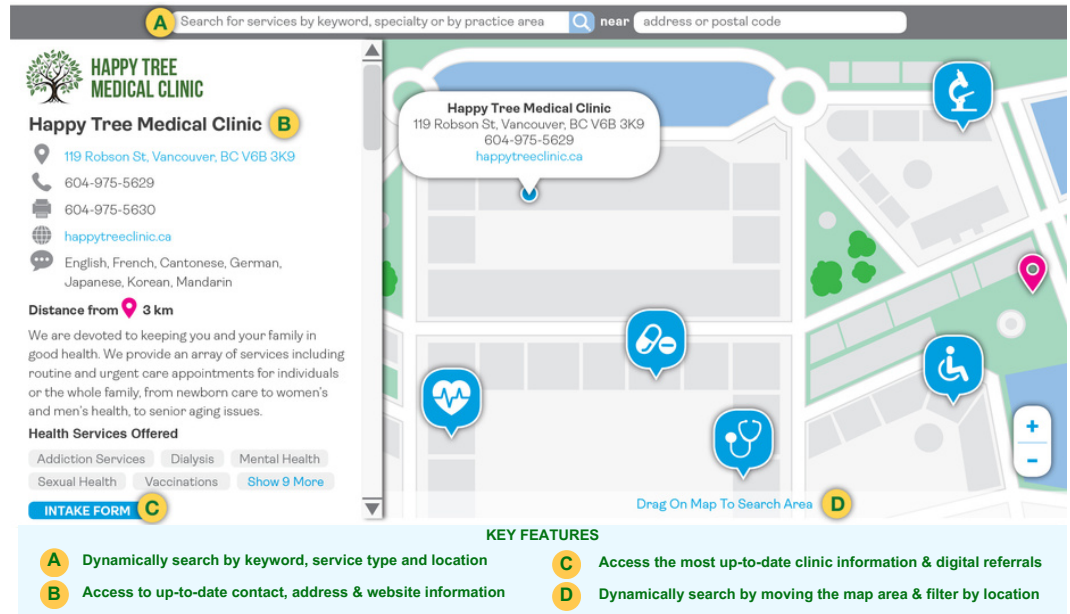 A Search for services by keyword, specialty or by practice area near address or postal code
HAPPY TREE
MEDICAL CLINIC
Happy Tree Medical Clinic B
119 Robson St, Vancouver, BC V6B 3K9
604-975-5629
604-975-5630
happytreeclinic.ca
English, French, Cantonese, German,
Japanese, Korean, Mandarin
Distance from 3 km
We are devoted to keeping you and your family in
good health. We provide an array of services including
routine and urgent care appointments for individuals
or the whole family, from newborn care to women's
and men's health, to senior aging issues.
Health Services Offered
Addiction Services Dialysis Mental Health
Sexual Health Vaccinations Show 9 More
INTAKE FORM C
Happy Tree Medical Clinic
119 Robson St, Vancouver, BC V6B 3K9
604-975-5629
happytreeclinic.ca
+
−
Drag On Map To Search Area D
KEY FEATURES
A Dynamically search by keyword, service type and location
B Access to up-to-date contact, address & website information
C Access the most up-to-date clinic information & digital referrals
D Dynamically search by moving the map area & filter by location